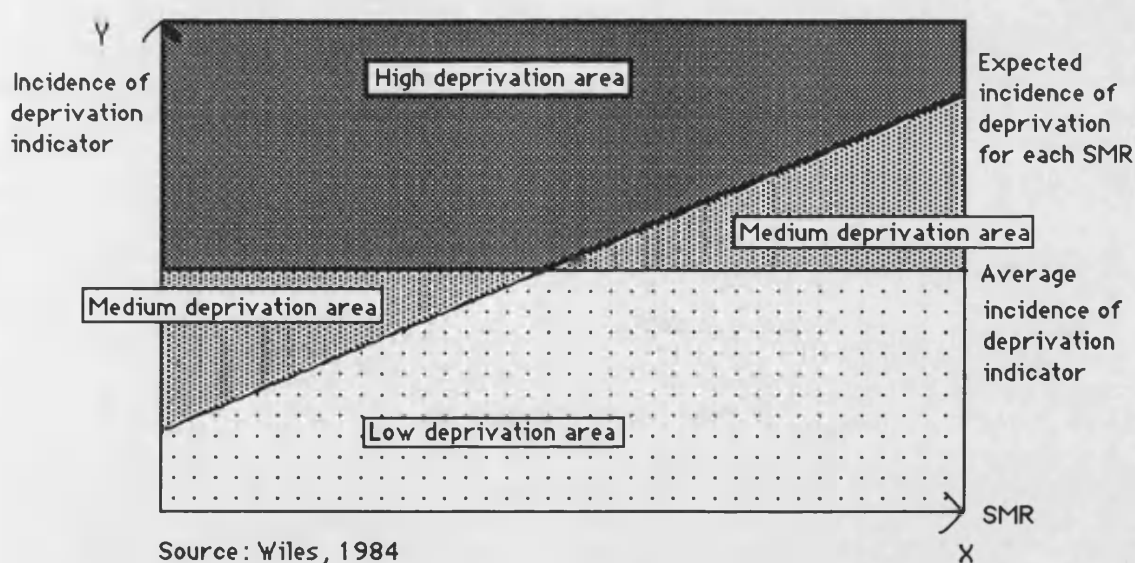 Y
Incidence of
deprivation
indicator
High deprivation area
Expected
incidence of
deprivation
for each SMR
Medium deprivation area
Medium deprivation area
Average
incidence of
deprivation
indicator
Low deprivation area
SMR
X
Source: Wiles, 1984